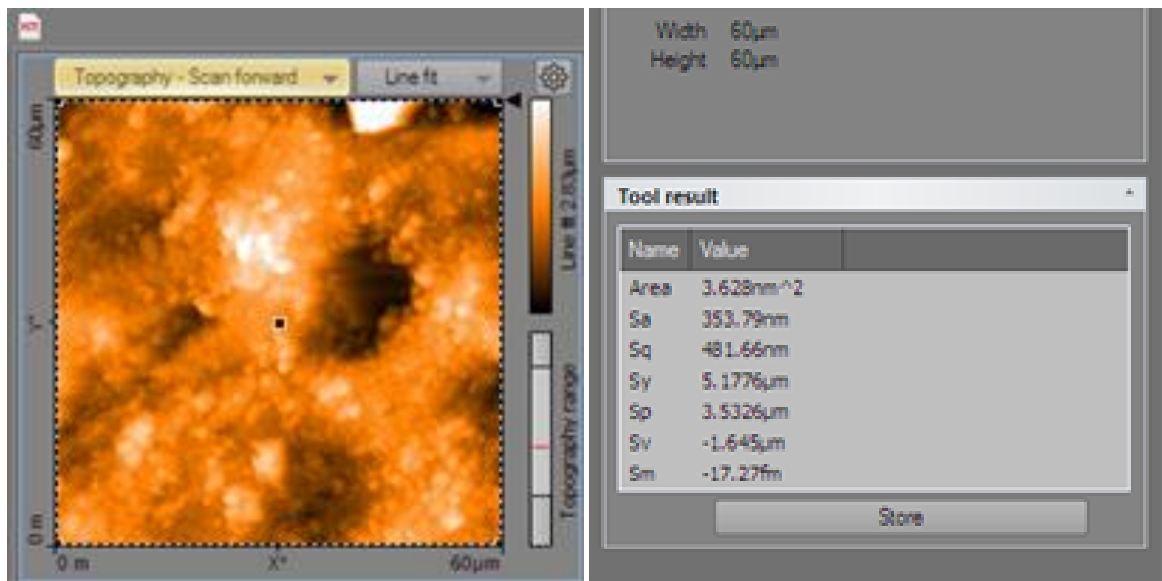 Topography - Scan forward
Line fit
60µm
Line fit 2.83µm
Y*
Topography range
0 m
0 m
X*
60µm
Width 60µm
Height 60µm
Tool result
Name Value
Area 3.628nm^2
Sa 353.79nm
Sq 481.66nm
Sy 5.1776µm
Sp 3.5326µm
Sv -1.645µm
Sm -17.27fm
Store